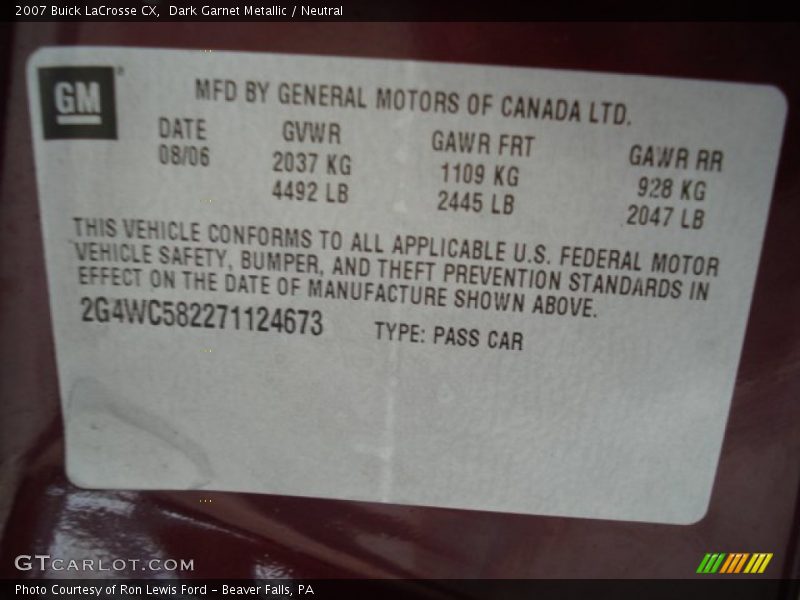 2007 Buick LaCrosse CX, Dark Garnet Metallic / Neutral
GM
MFD BY GENERAL MOTORS OF CANADA LTD.
DATE GVWR GAWR FRT GAWR RR
08/06 2037 KG 1109 KG 928 KG
4492 LB 2445 LB 2047 LB
THIS VEHICLE CONFORMS TO ALL APPLICABLE U.S. FEDERAL MOTOR
VEHICLE SAFETY, BUMPER, AND THEFT PREVENTION STANDARDS IN
EFFECT ON THE DATE OF MANUFACTURE SHOWN ABOVE.
2G4WC582271124673 TYPE: PASS CAR
GTCARLOT.COM
Photo Courtesy of Ron Lewis Ford - Beaver Falls, PA